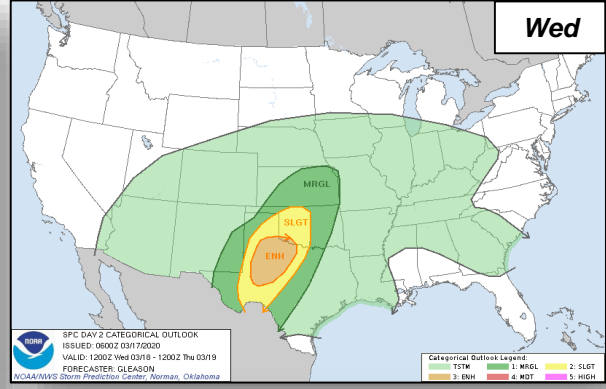 Wed
MRGL
SLGT
ENH
NOAA
SPC DAY 2 CATEGORICAL OUTLOOK
ISSUED: 0600Z 03/17/2020
VALID: 1200Z Wed 03/18 - 1200Z Thu 03/19
FORECASTER: GLEASON
NOAA/NWS Storm Prediction Center, Norman, Oklahoma
Categorical Outlook Legend:
TSTM 1: MRGL 2: SLGT
3: ENH 4: MDT 5: HIGH